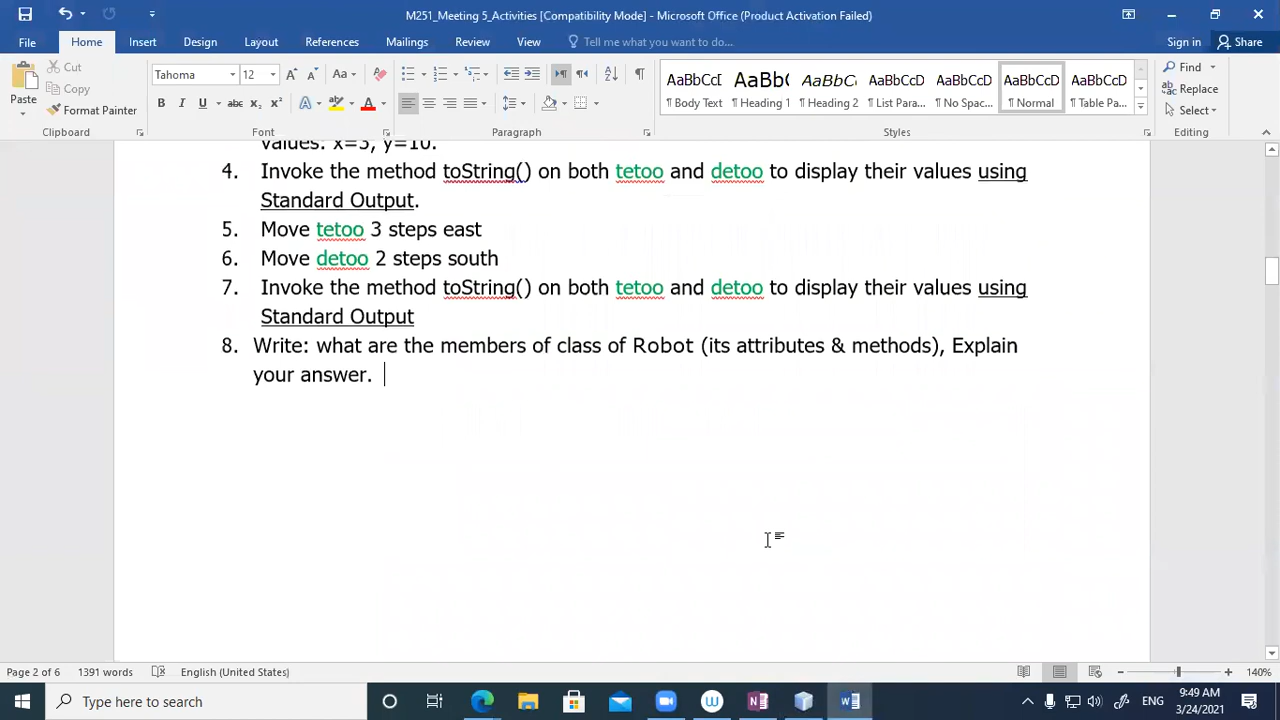 M251_Meeting 5_Activities [Compatibility Mode] - Microsoft Office (Product Activation Failed)
File Home Insert Design Layout References Mailings Review View Tell me what you want to do... Sign in Share
Paste Cut Copy Format Painter
Tahoma 12
AaBbCcD ¶ Body Text
AaBb( ¶ Heading 1
AaBbC ¶ Heading 2
AaBbCcD ¶ List Para...
AaBbCcD ¶ No Spac...
AaBbCcD ¶ Normal
AaBbCcD ¶ Table Pa...
Find
Replace
Select
Clipboard Font Paragraph Styles Editing
values: x=5, y=10.
4. Invoke the method toString() on both tetoo and detoo to display their values using
Standard Output.
5. Move tetoo 3 steps east
6. Move detoo 2 steps south
7. Invoke the method toString() on both tetoo and detoo to display their values using
Standard Output
8. Write: what are the members of class of Robot (its attributes & methods), Explain
your answer.
Page 2 of 6 1391 words English (United States) 140%
Type here to search
ENG
9:49 AM
3/24/2021